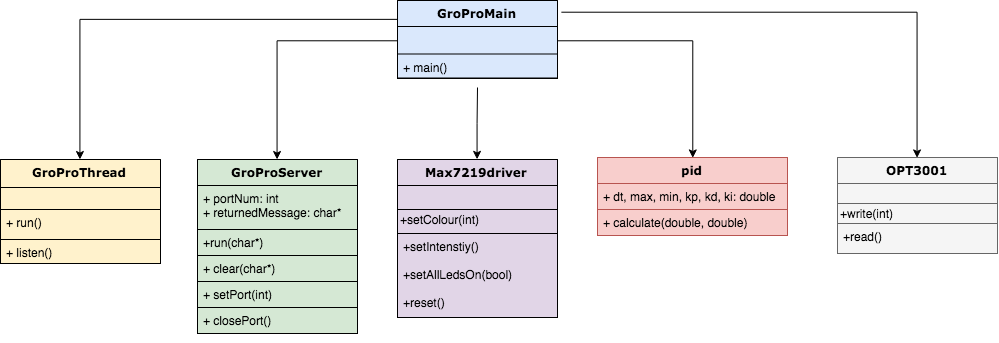 GroProMain
+ main()
GroProThread
+ run()
+ listen()
GroProServer
+ portNum: int
+ returnedMessage: char*
+run(char*)
+ clear(char*)
+ setPort(int)
+ closePort()
Max7219driver
+setColour(int)
+setIntenstiy()
+setAllLedsOn(bool)
+reset()
pid
+ dt, max, min, kp, kd, ki: double
+ calculate(double, double)
OPT3001
+write(int)
+read()